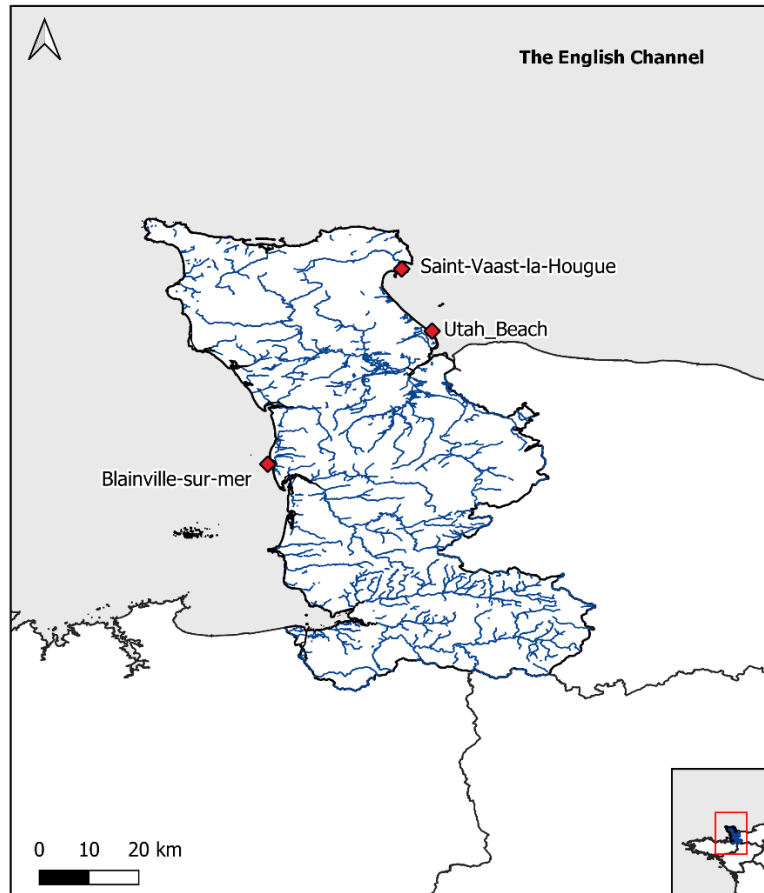 The English Channel
Saint-Vaast-la-Hougue
Utah_Beach
Blainville-sur-mer
0 10 20 km